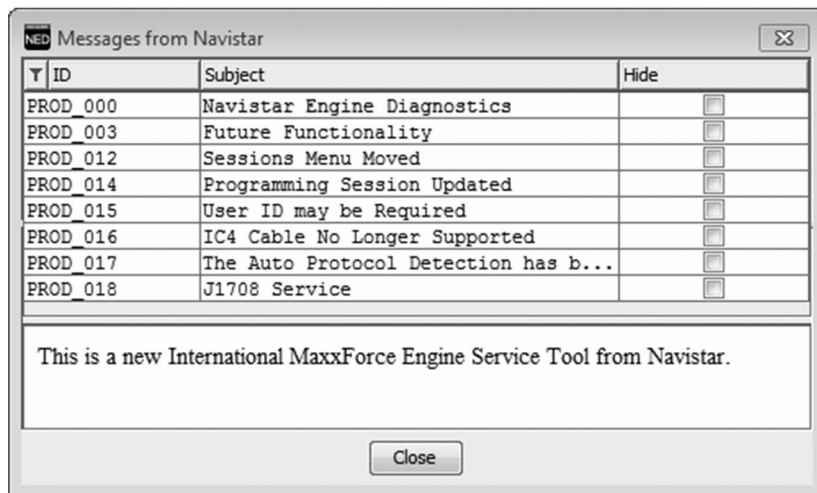 NED Messages from Navistar
ID Subject Hide
PROD_000 Navistar Engine Diagnostics
PROD_003 Future Functionality
PROD_012 Sessions Menu Moved
PROD_014 Programming Session Updated
PROD_015 User ID may be Required
PROD_016 IC4 Cable No Longer Supported
PROD_017 The Auto Protocol Detection has b...
PROD_018 J1708 Service
This is a new International MaxxForce Engine Service Tool from Navistar.
Close